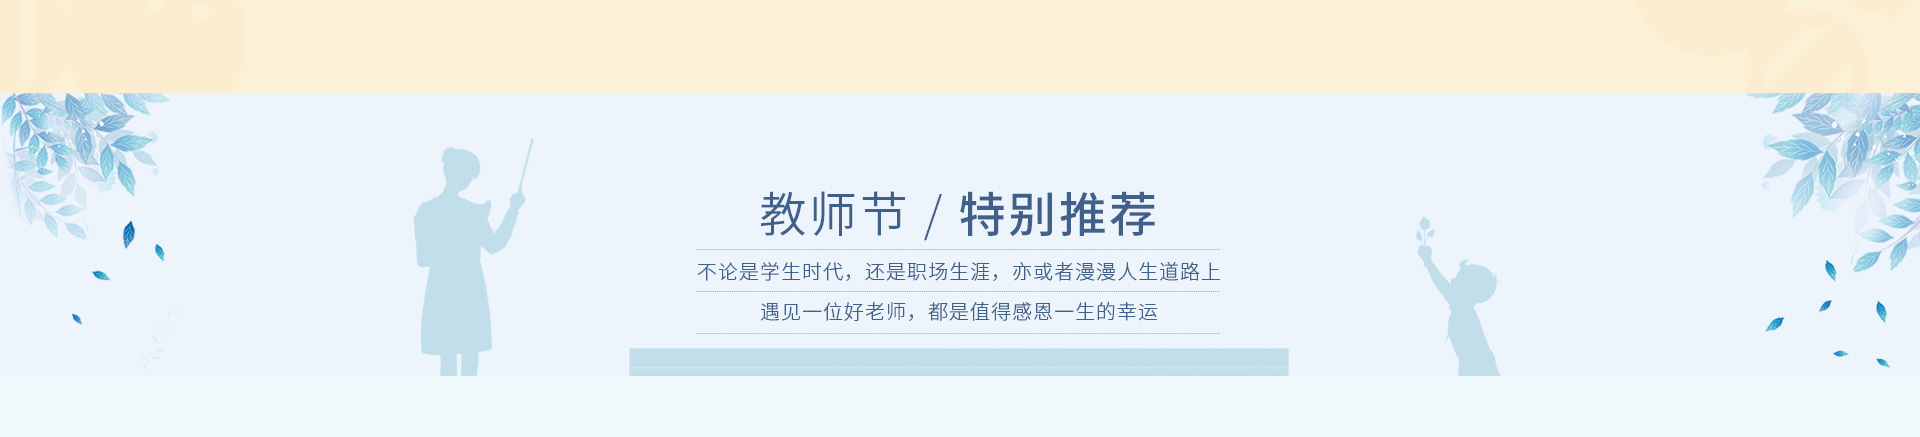 教师节 / 特别推荐
不论是学生时代，还是职场生涯，亦或者漫漫人生道路上
遇见一位好老师，都是值得感恩一生的幸运